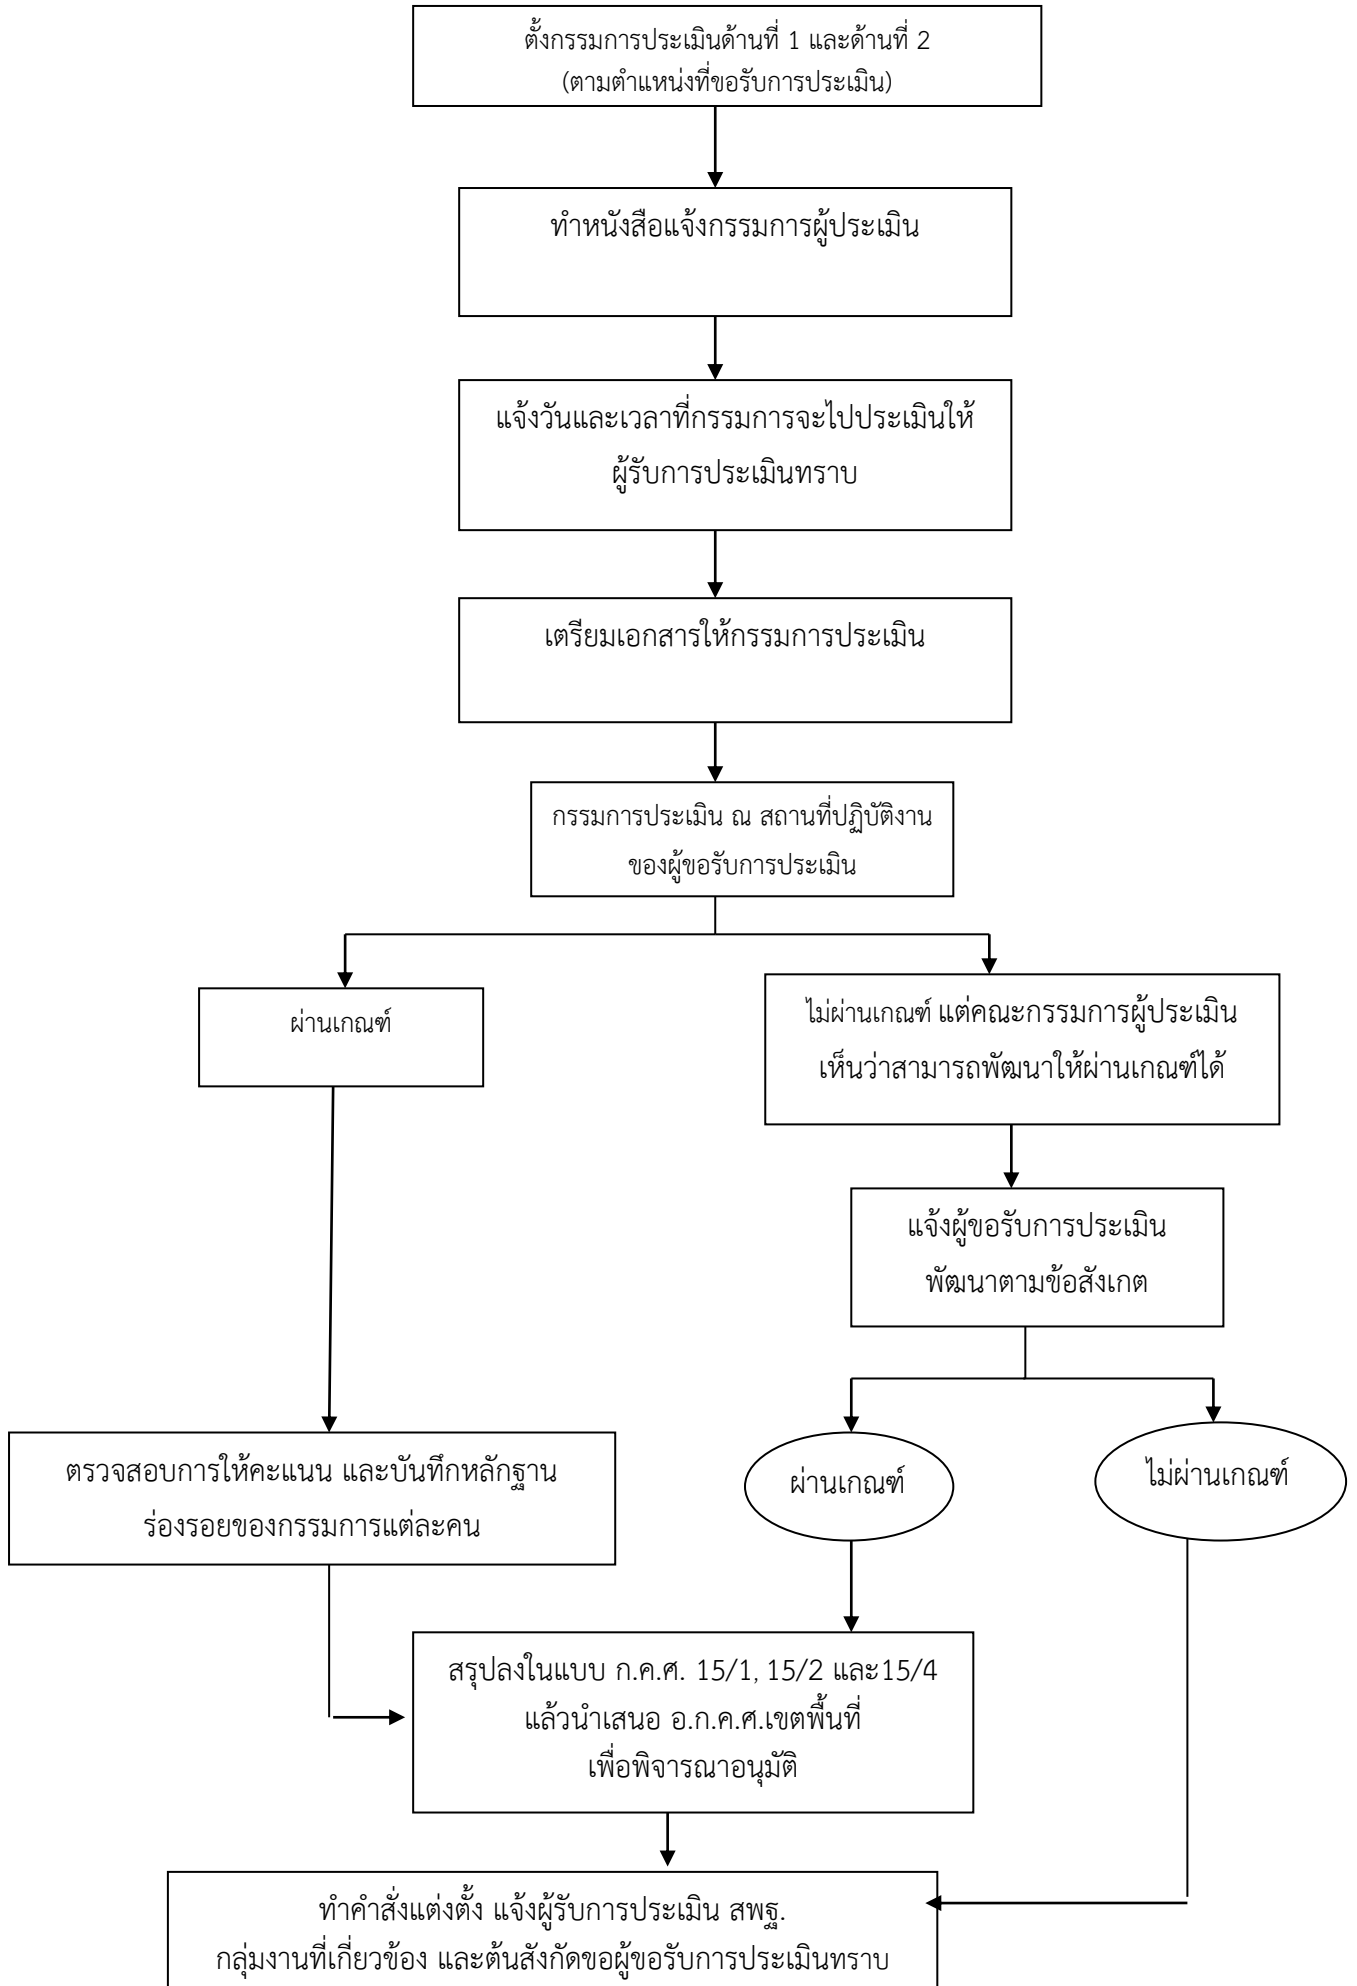 ตั้งกรรมการประเมินด้านที่ 1 และด้านที่ 2
(ตามตำแหน่งที่ขอรับการประเมิน)
ทำหนังสือแจ้งกรรมการผู้ประเมิน
แจ้งวันและเวลาที่กรรมการจะไปประเมินให้
ผู้รับการประเมินทราบ
เตรียมเอกสารให้กรรมการประเมิน
กรรมการประเมิน ณ สถานที่ปฏิบัติงาน
ของผู้ขอรับการประเมิน
ผ่านเกณฑ์
ไม่ผ่านเกณฑ์ แต่คณะกรรมการผู้ประเมิน
เห็นว่าสามารถพัฒนาให้ผ่านเกณฑ์ได้
แจ้งผู้ขอรับการประเมิน
พัฒนาตามข้อสังเกต
ตรวจสอบการให้คะแนน และบันทึกหลักฐาน
ร่องรอยของกรรมการแต่ละคน
ผ่านเกณฑ์
ไม่ผ่านเกณฑ์
สรุปลงในแบบ ก.ค.ศ. 15/1, 15/2 และ15/4
แล้วนำเสนอ อ.ก.ค.ศ.เขตพื้นที่
เพื่อพิจารณาอนุมัติ
ทำคำสั่งแต่งตั้ง แจ้งผู้รับการประเมิน สพฐ.
กลุ่มงานที่เกี่ยวข้อง และต้นสังกัดขอผู้ขอรับการประเมินทราบ